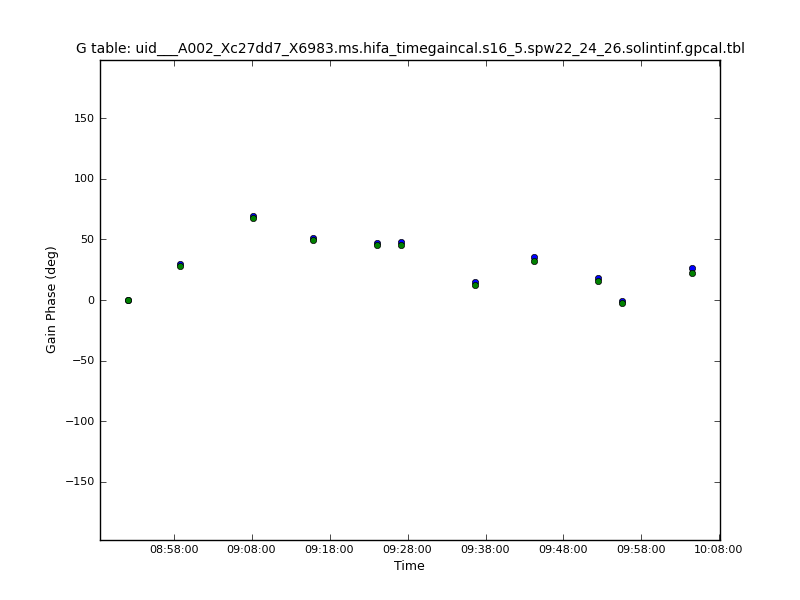 G table: uid___A002_Xc27dd7_X6983.ms.hifa_timegaincal.s16_5.spw22_24_26.solintinf.gpcal.tbl
150
100
50
0
−50
−100
−150
Gain Phase (deg)
08:58:00 09:08:00 09:18:00 09:28:00 09:38:00 09:48:00 09:58:00 10:08:00
Time